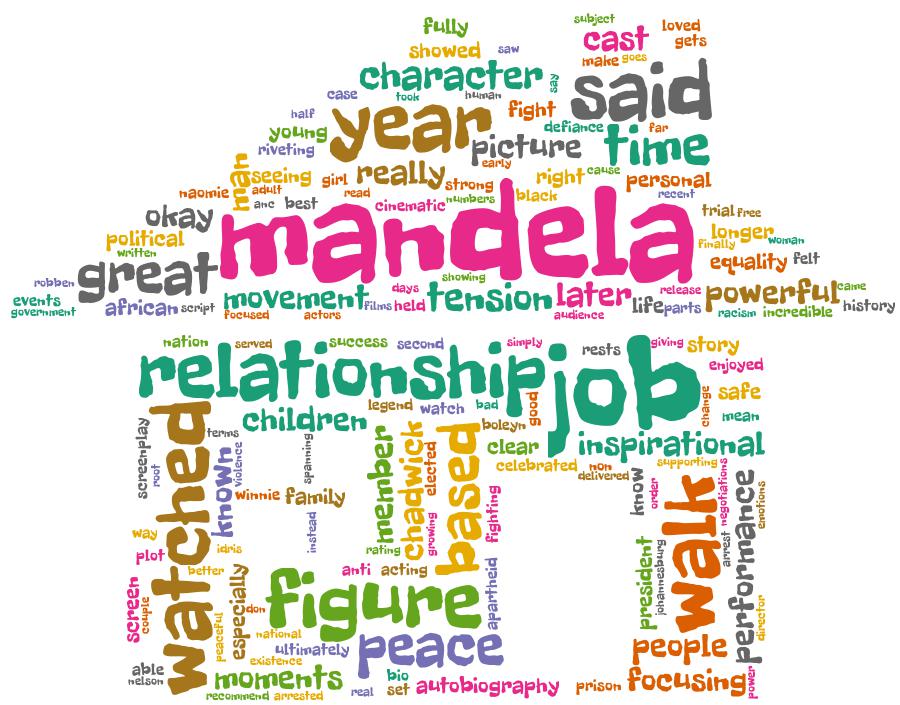 subject
fully cast loved
showed saw gets
character make goes
say said
case took human
half year fight
young defiance far
riveting picture time
early
man seeing girl really strong right cause personal
naomie adult read numbers black recent
anc best cinematic
okay mandela trial free
political longer
written finally woman
great equality felt
robben showing
events days release powerful came
african script movement films held tension later life parts history
government focused actors audience racism incredible
nation served success second simply rests giving story
relationship job enjoyed
legend watch bad good change safe
children boleyn mean
watched terms clear inspirational
screenplay spanning member chadwick elected based celebrated non supporting
root known violence delivered
winnie family know order walk negotiations performance emotions
way instead rating growing fighting
idris
plot better anti acting president johannesburg arrest
screen couple especially figure apartheid
peaceful don director
national
ultimately peace people
existence
able moments bio
nelson set autobiography prison focusing power
recommend arrested real